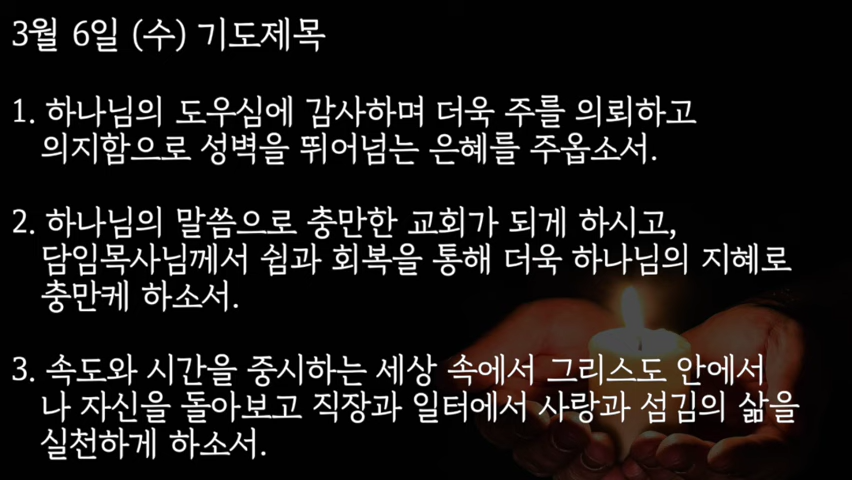 3월 6일 (수) 기도제목
1. 하나님의 도우심에 감사하며 더욱 주를 의뢰하고
의지함으로 성벽을 뛰어넘는 은혜를 주옵소서.
2. 하나님의 말씀으로 충만한 교회가 되게 하시고,
담임목사님께서 쉼과 회복을 통해 더욱 하나님의 지혜로
충만케 하소서.
3. 속도와 시간을 중시하는 세상 속에서 그리스도 안에서
나 자신을 돌아보고 직장과 일터에서 사랑과 섬김의 삶을
실천하게 하소서.